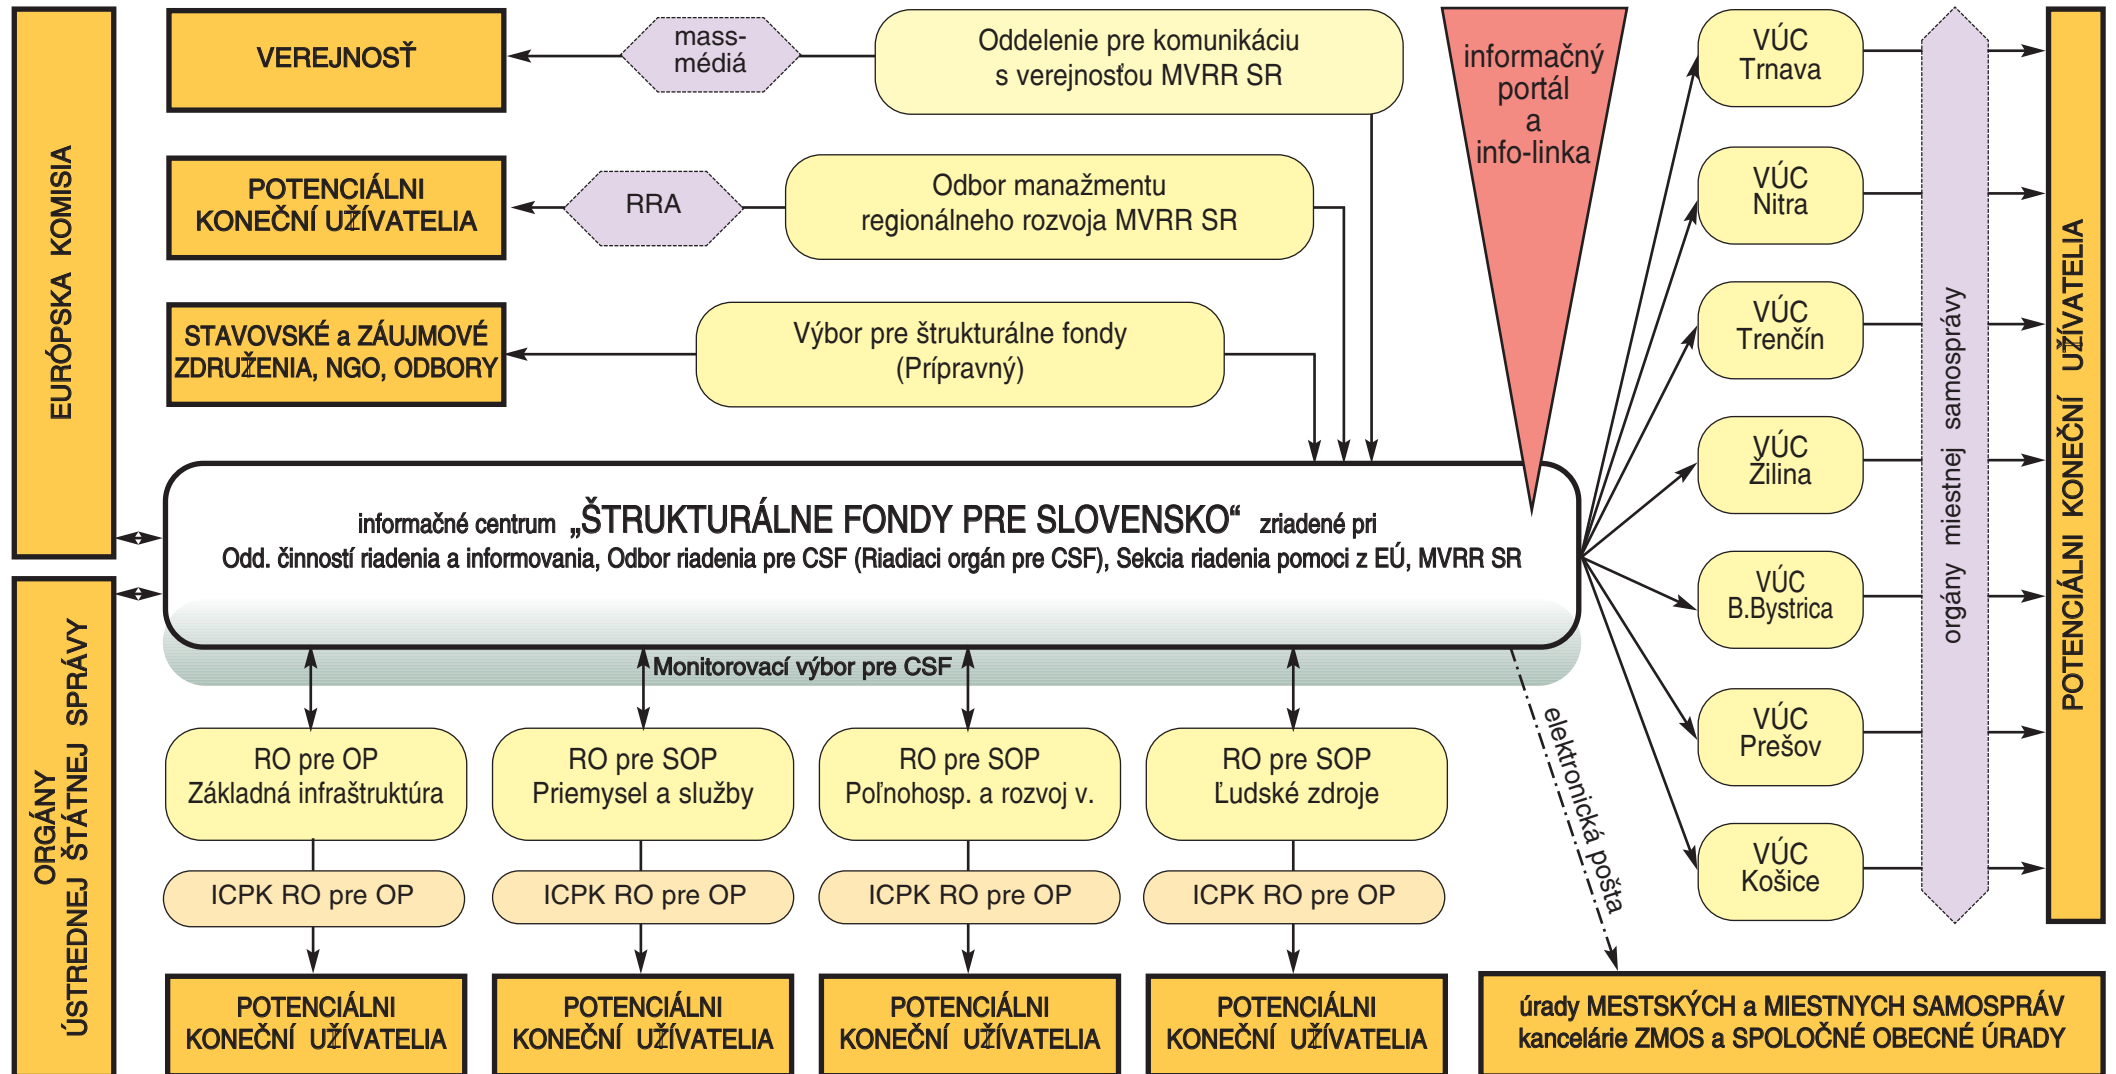 EURÓPSKA KOMISIA
ORGÁNY
ÚSTREDNEJ ŠTÁTNEJ SPRÁVY
VEREJNOSŤ
mass-
médiá
Oddelenie pre komunikáciu
s verejnosťou MVRR SR
POTENCIÁLNI
KONEČNÍ UŽÍVATELIA
RRA
Odbor manažmentu
regionálneho rozvoja MVRR SR
STAVOVSKÉ a ZÁUJMOVÉ
ZDRUŽENIA, NGO, ODBORY
Výbor pre štrukturálne fondy
(Prípravný)
informačný
portál
a
info-linka
informačné centrum „ŠTRUKTURÁLNE FONDY PRE SLOVENSKO“ zriadené pri
Odd. činností riadenia a informovania, Odbor riadenia pre CSF (Riadiaci orgán pre CSF), Sekcia riadenia pomoci z EÚ, MVRR SR
Monitorovací výbor pre CSF
RO pre OP
Základná infraštruktúra
RO pre SOP
Priemysel a služby
RO pre SOP
Poľnohosp. a rozvoj v.
RO pre SOP
Ľudské zdroje
ICPK RO pre OP
ICPK RO pre OP
ICPK RO pre OP
ICPK RO pre OP
POTENCIÁLNI
KONEČNÍ UŽÍVATELIA
POTENCIÁLNI
KONEČNÍ UŽÍVATELIA
POTENCIÁLNI
KONEČNÍ UŽÍVATELIA
POTENCIÁLNI
KONEČNÍ UŽÍVATELIA
elektronická pošta
úrady MESTSKÝCH a MIESTNYCH SAMOSPRÁV
kancelárie ZMOS a SPOLOČNÉ OBECNÉ ÚRADY
VÚC
Trnava
VÚC
Nitra
VÚC
Trenčín
VÚC
Žilina
VÚC
B.Bystrica
VÚC
Prešov
VÚC
Košice
orgány miestnej samosprávy
POTENCIÁLNI KONEČNÍ UŽÍVATELIA